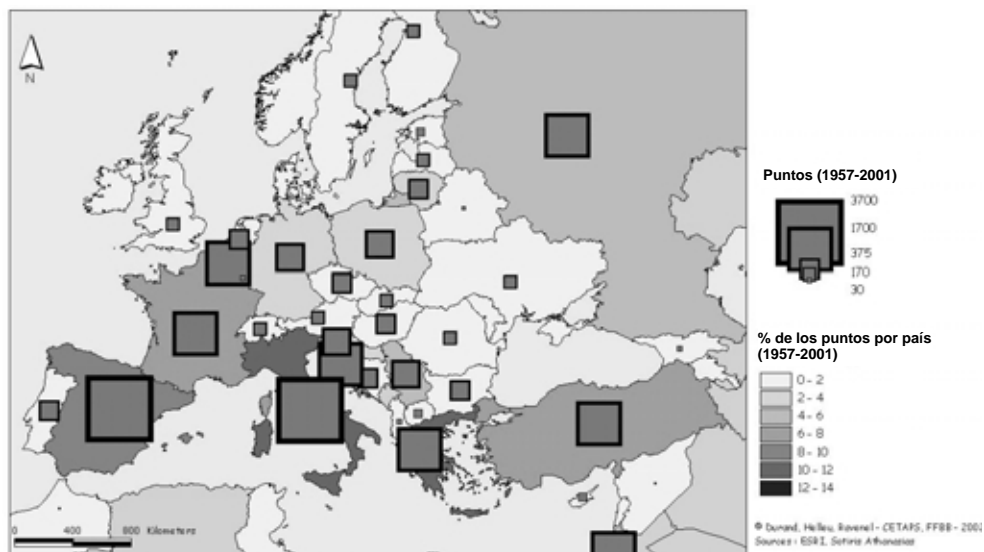 N
0 400 800 Kilometers
Puntos (1957-2001)
3700
1700
375
170
30
% de los puntos por país
(1957-2001)
0 - 2
2 - 4
4 - 6
6 - 8
8 - 10
10 - 12
12 - 14
© Durand, Helleu, Ravenel - CETAPS, FFBB - 2002
Sources : ESRI, Sotiris Athanasias